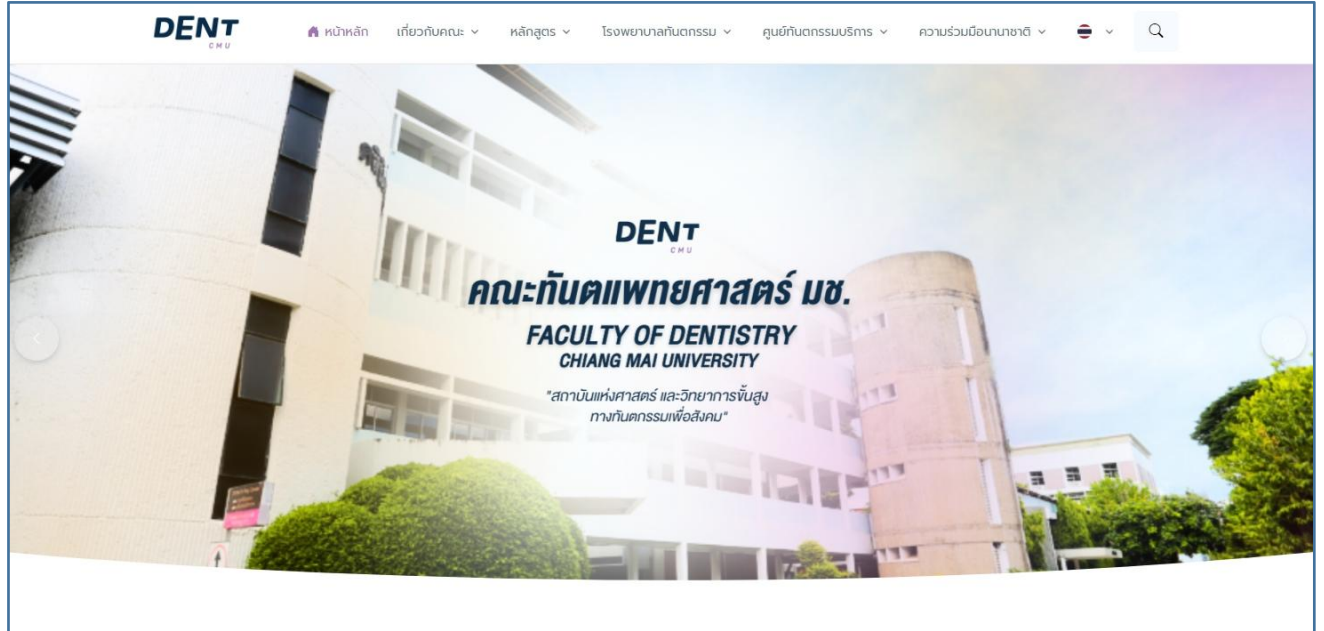 DENT
CMU
หน้าหลัก
เกี่ยวกับคณะ
หลักสูตร
โรงพยาบาลทันตกรรม
ศูนย์ทันตกรรมบริการ
ความร่วมมือนานาชาติ
DENT
CMU
คณะทันตแพทยศาสตร์ มช.
FACULTY OF DENTISTRY
CHIANG MAI UNIVERSITY
"สถาบันแห่งศาสตร์ และวิทยาการขั้นสูง
ทางทันตกรรมเพื่อสังคม"